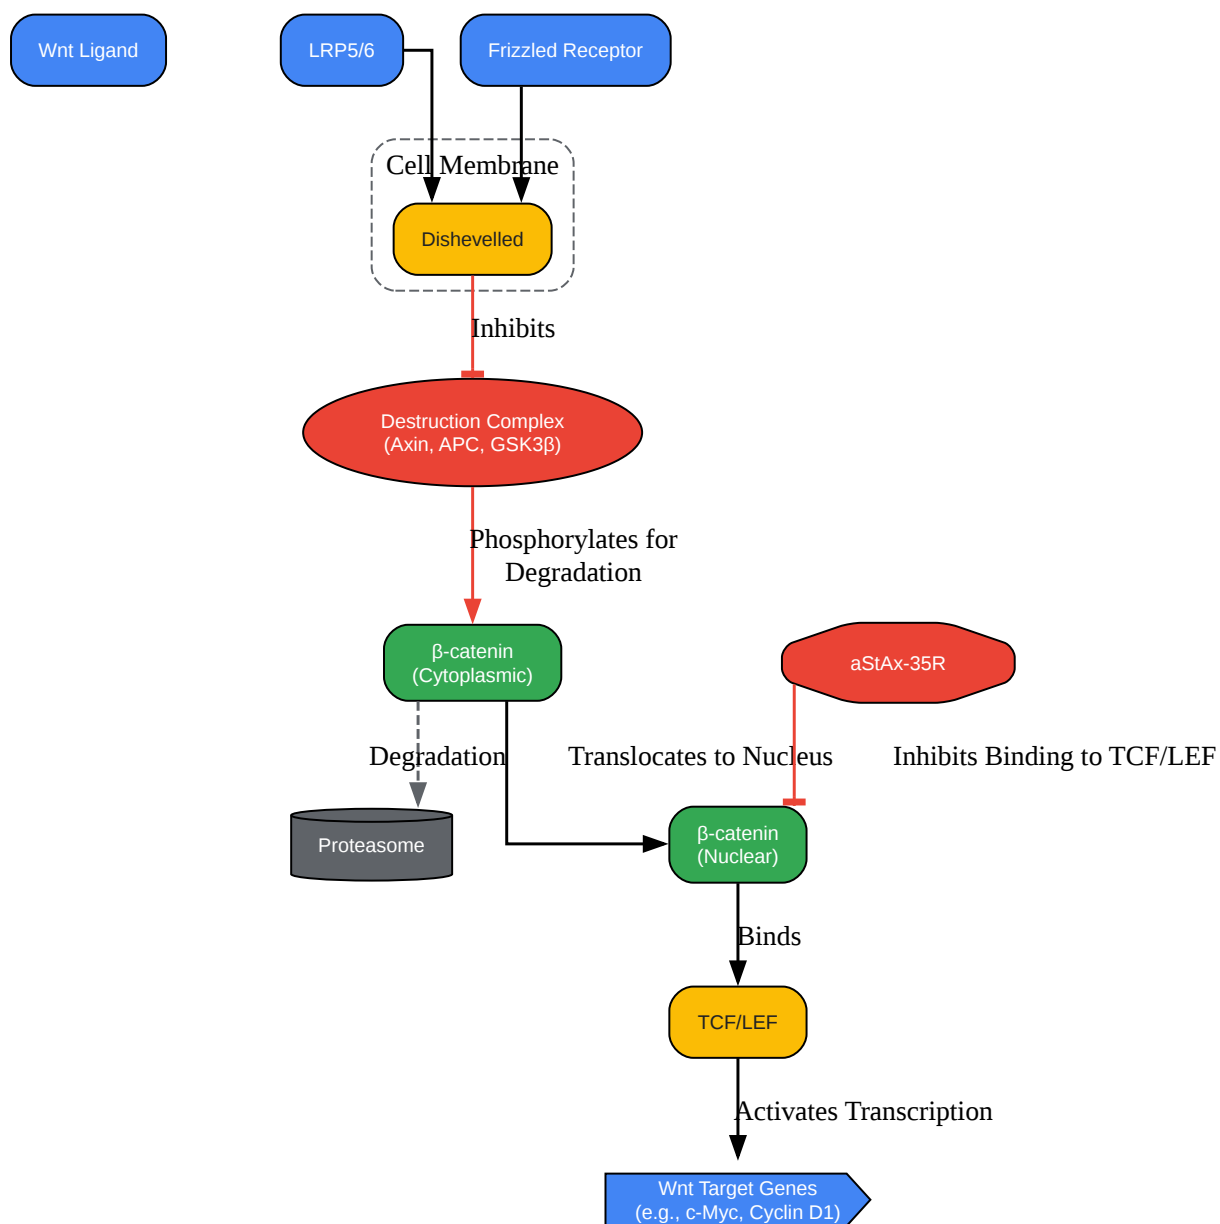 Wnt Ligand
LRP5/6
Frizzled Receptor
Cell Membrane
Dishevelled
Inhibits
Destruction Complex
(Axin, APC, GSK3β)
Phosphorylates for
Degradation
β-catenin
(Cytoplasmic)
aStAx-35R
Degradation
Translocates to Nucleus
Inhibits Binding to TCF/LEF
Proteasome
β-catenin
(Nuclear)
Binds
TCF/LEF
Activates Transcription
Wnt Target Genes
(e.g., c-Myc, Cyclin D1)